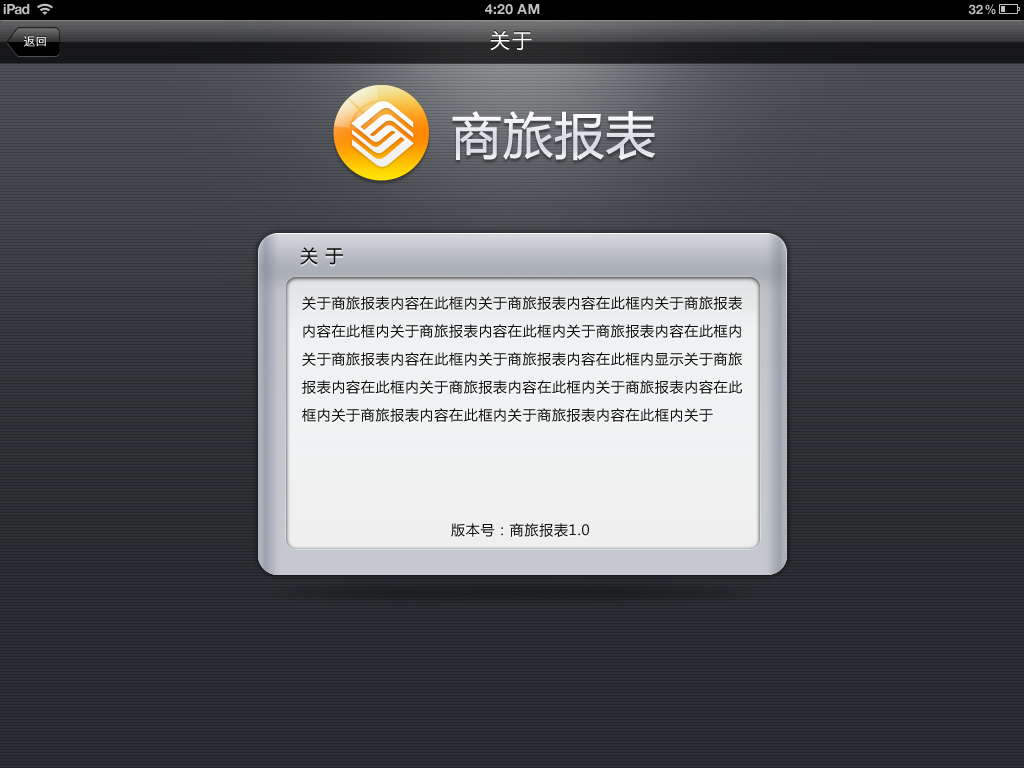 iPad 4:20 AM 32%
返回 关于
商旅报表
关 于
关于商旅报表内容在此框内关于商旅报表内容在此框内关于商旅报表
内容在此框内关于商旅报表内容在此框内关于商旅报表内容在此框内
关于商旅报表内容在此框内关于商旅报表内容在此框内显示关于商旅
报表内容在此框内关于商旅报表内容在此框内关于商旅报表内容在此
框内关于商旅报表内容在此框内关于商旅报表内容在此框内关于
版本号：商旅报表1.0